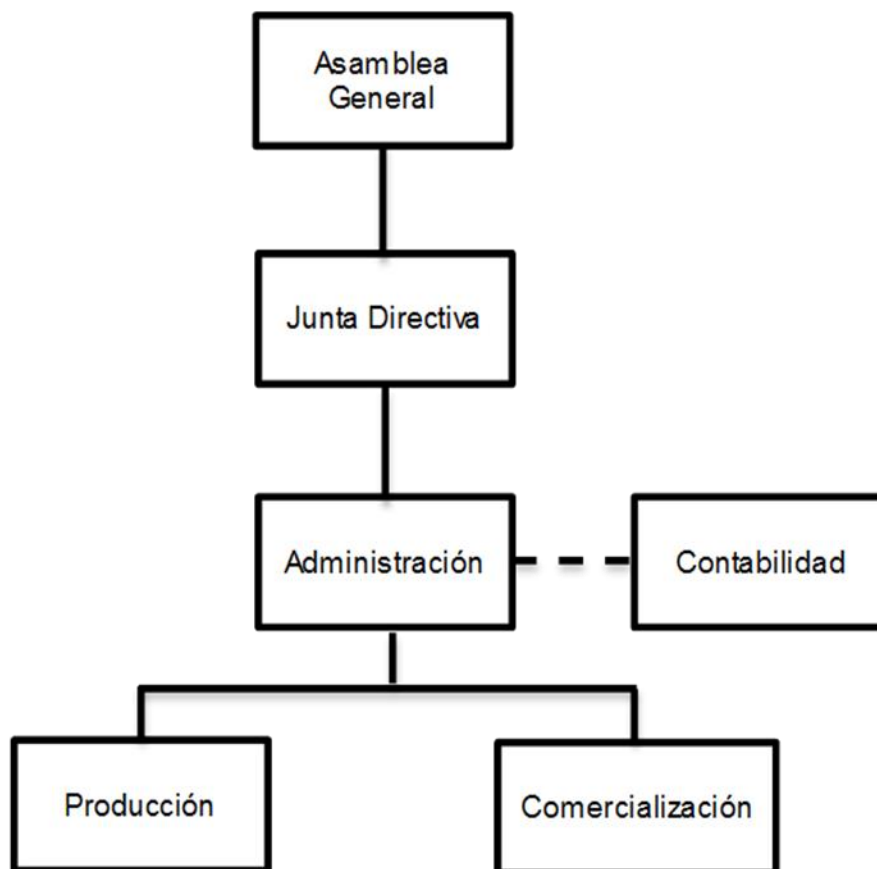 Asamblea
General
Junta Directiva
Administración
Contabilidad
Producción
Comercialización